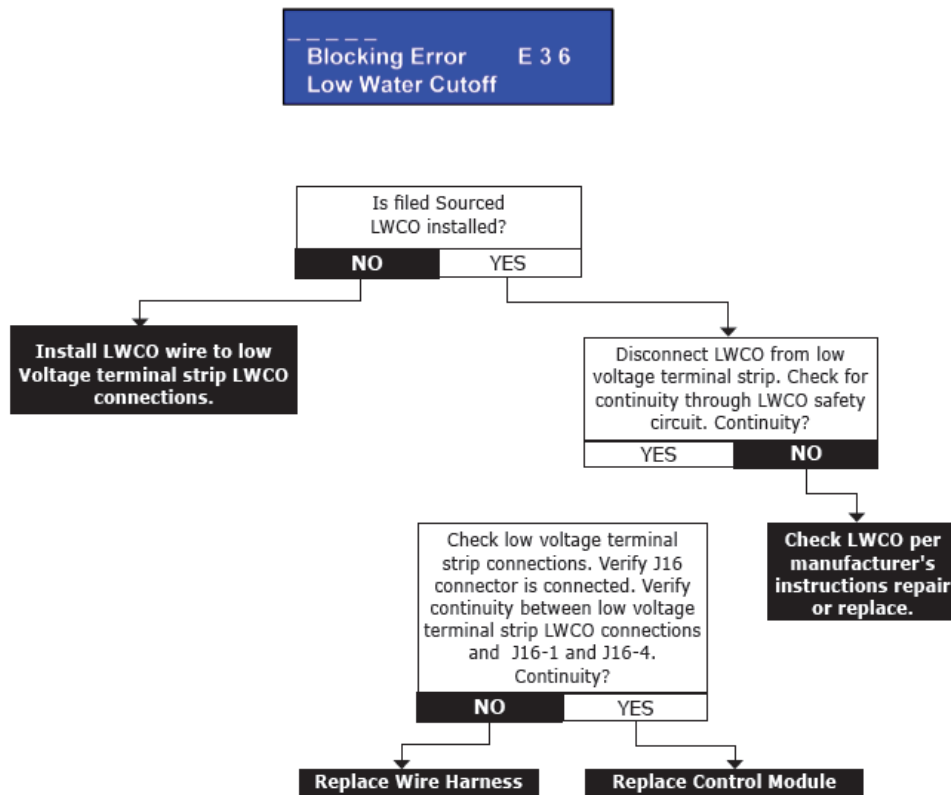 _ _ _ _ _
Blocking Error E 3 6
Low Water Cutoff
Is filed Sourced
LWCO installed?
NO YES
Install LWCO wire to low
Voltage terminal strip LWCO
connections.
Disconnect LWCO from low
voltage terminal strip. Check for
continuity through LWCO safety
circuit. Continuity?
YES NO
Check LWCO per
manufacturer's
instructions repair
or replace.
Check low voltage terminal
strip connections. Verify J16
connector is connected. Verify
continuity between low voltage
terminal strip LWCO connections
and J16-1 and J16-4.
Continuity?
NO YES
Replace Wire Harness
Replace Control Module